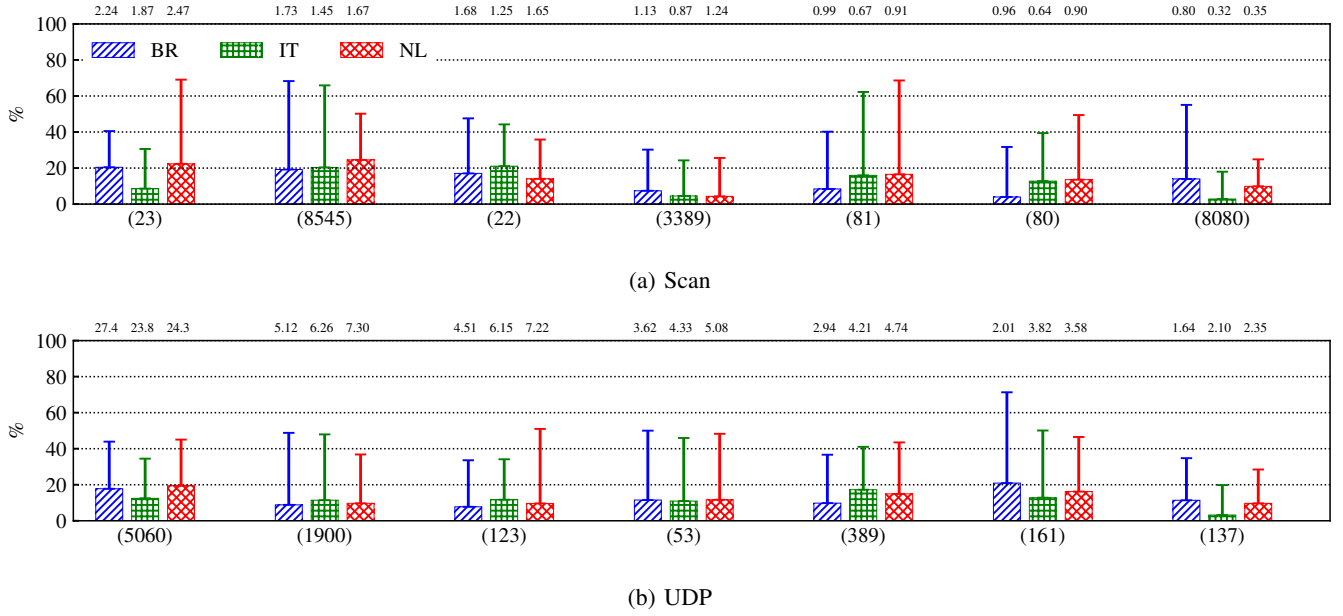 2.24 1.87 2.47 1.73 1.45 1.67 1.68 1.25 1.65 1.13 0.87 1.24 0.99 0.67 0.91 0.96 0.64 0.90 0.80 0.32 0.35
100
80
60
40
20
0
%
BR IT NL
(23) (8545) (22) (3389) (81) (80) (8080)
(a) Scan
27.4 23.8 24.3 5.12 6.26 7.30 4.51 6.15 7.22 3.62 4.33 5.08 2.94 4.21 4.74 2.01 3.82 3.58 1.64 2.10 2.35
100
80
60
40
20
0
%
(5060) (1900) (123) (53) (389) (161) (137)
(b) UDP